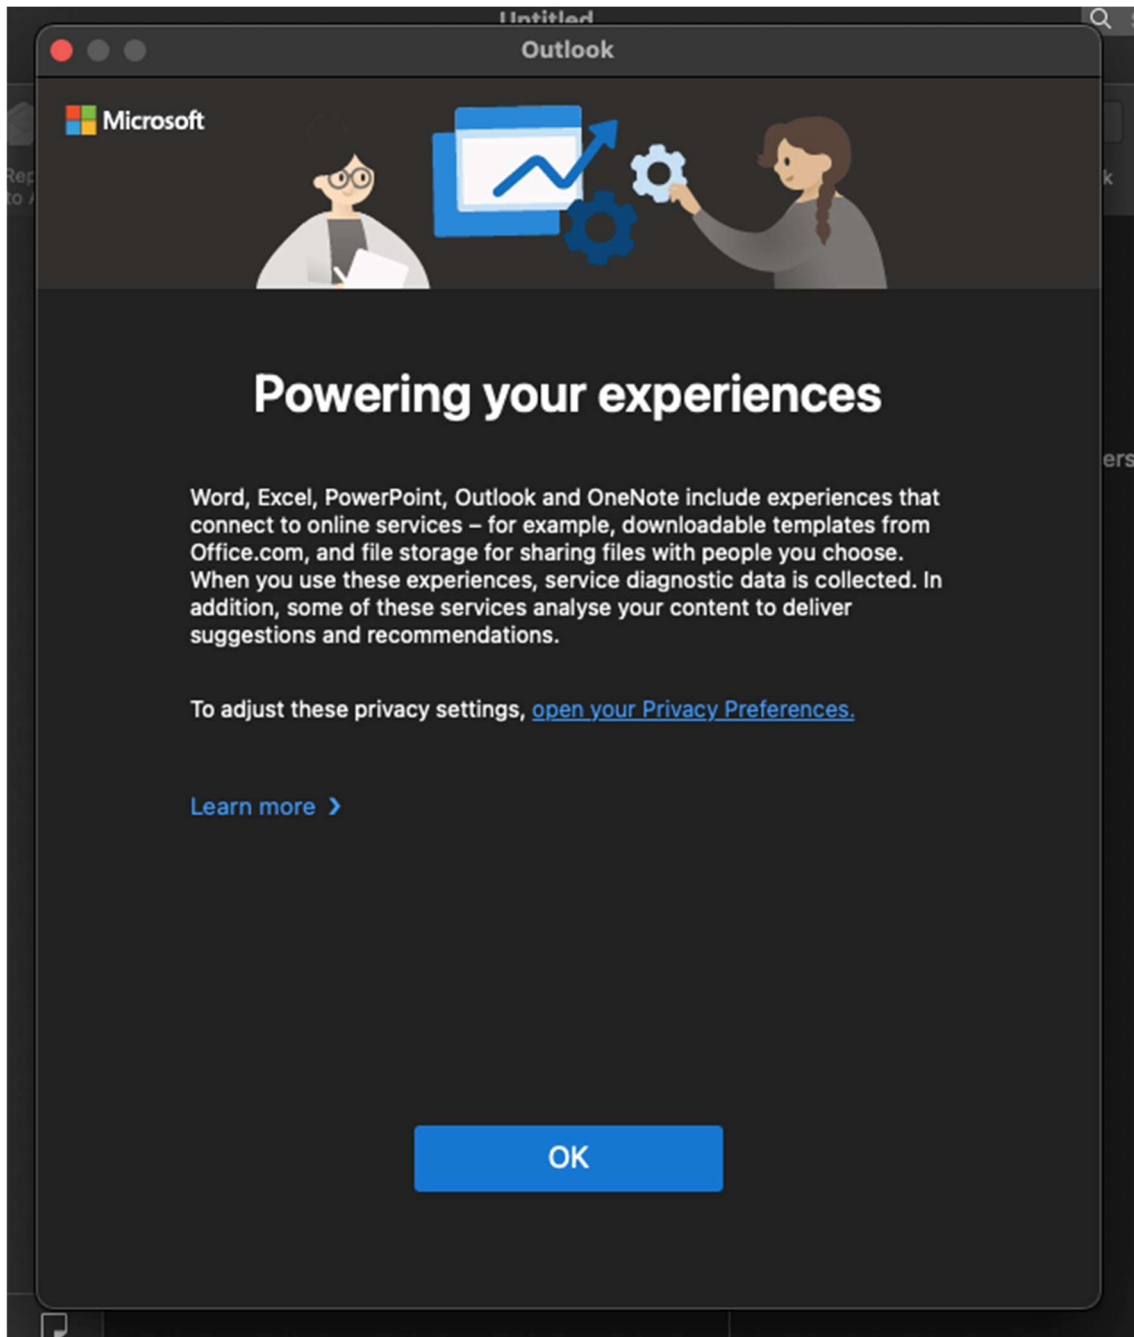 Untitled
Outlook
Microsoft
Rep
to
k
ers
Powering your experiences
Word, Excel, PowerPoint, Outlook and OneNote include experiences that
connect to online services – for example, downloadable templates from
Office.com, and file storage for sharing files with people you choose.
When you use these experiences, service diagnostic data is collected. In
addition, some of these services analyse your content to deliver
suggestions and recommendations.
To adjust these privacy settings, open your Privacy Preferences.
Learn more ❯
OK